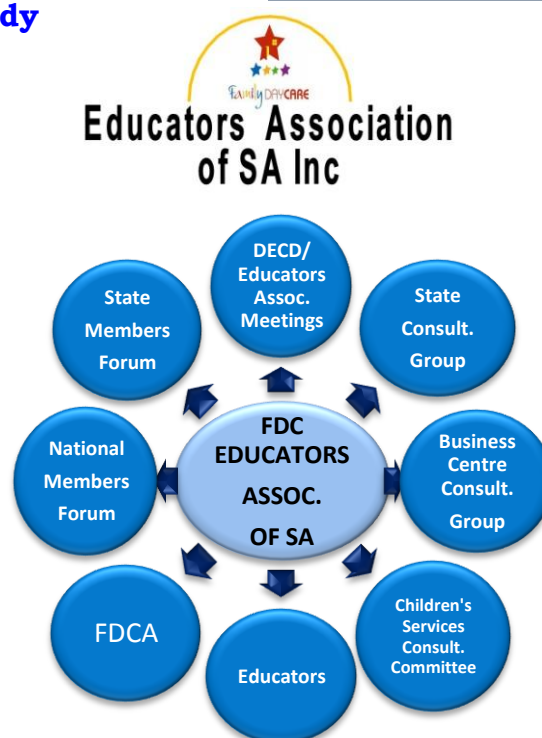 dy
Family DAYCARE
Educators Association
of SA Inc
DECD/
Educators
Assoc.
Meetings
State
Members
Forum
State
Consult.
Group
National
Members
Forum
FDC
EDUCATORS
ASSOC.
OF SA
Business
Centre
Consult.
Group
FDCA
Educators
Children's
Services
Consult.
Committee